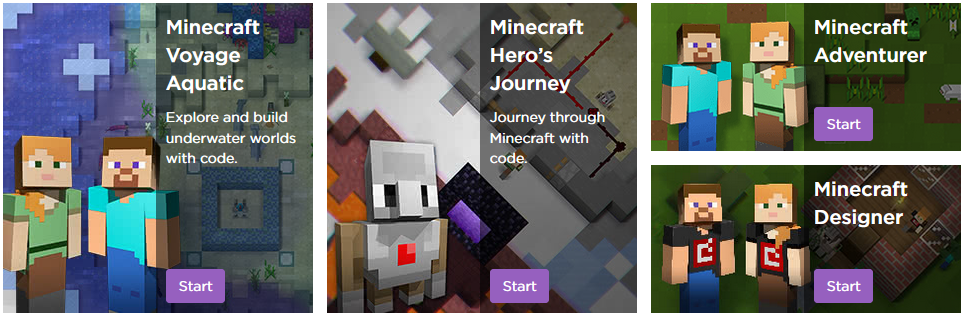 Minecraft
Voyage
Aquatic
Explore and build
underwater worlds
with code.
Start
Minecraft
Hero's
Journey
Journey through
Minecraft with
code.
Start
Minecraft
Adventurer
Start
Minecraft
Designer
Start